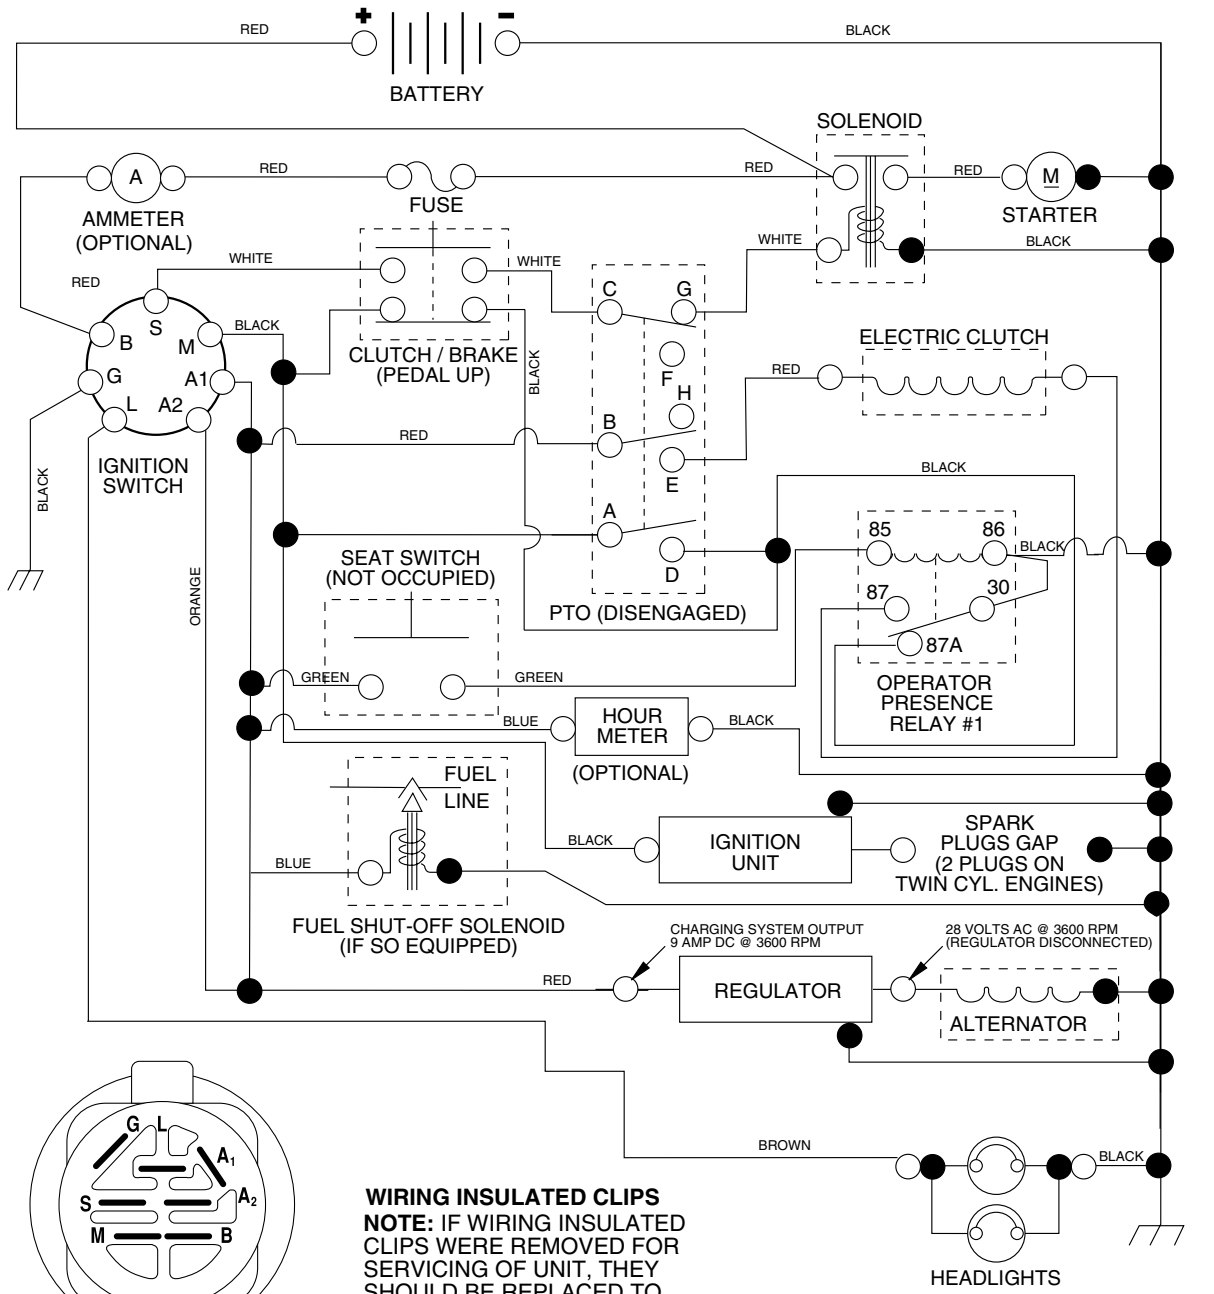 +
−
RED
BLACK
BATTERY
SOLENOID
RED
RED
RED
A
M
AMMETER
(OPTIONAL)
FUSE
STARTER
WHITE
WHITE
WHITE
BLACK
RED
C
G
S
B
M
BLACK
ELECTRIC CLUTCH
CLUTCH / BRAKE
(PEDAL UP)
BLACK
F
RED
G
A1
H
L
A2
B
RED
IGNITION
SWITCH
E
BLACK
BLACK
A
85
86
BLACK
SEAT SWITCH
(NOT OCCUPIED)
D
ORANGE
87
30
PTO (DISENGAGED)
87A
GREEN
GREEN
OPERATOR
PRESENCE
RELAY #1
BLUE
HOUR
METER
BLACK
(OPTIONAL)
FUEL
LINE
BLACK
IGNITION
UNIT
SPARK
PLUGS GAP
(2 PLUGS ON
TWIN CYL. ENGINES)
BLUE
FUEL SHUT-OFF SOLENOID
(IF SO EQUIPPED)
CHARGING SYSTEM OUTPUT
9 AMP DC @ 3600 RPM
28 VOLTS AC @ 3600 RPM
(REGULATOR DISCONNECTED)
RED
REGULATOR
ALTERNATOR
G
L
A1
S
A2
M
B
BROWN
BLACK
HEADLIGHTS
WIRING INSULATED CLIPS
NOTE: IF WIRING INSULATED
CLIPS WERE REMOVED FOR
SERVICING OF UNIT, THEY
SHOULD BE REPLACED TO